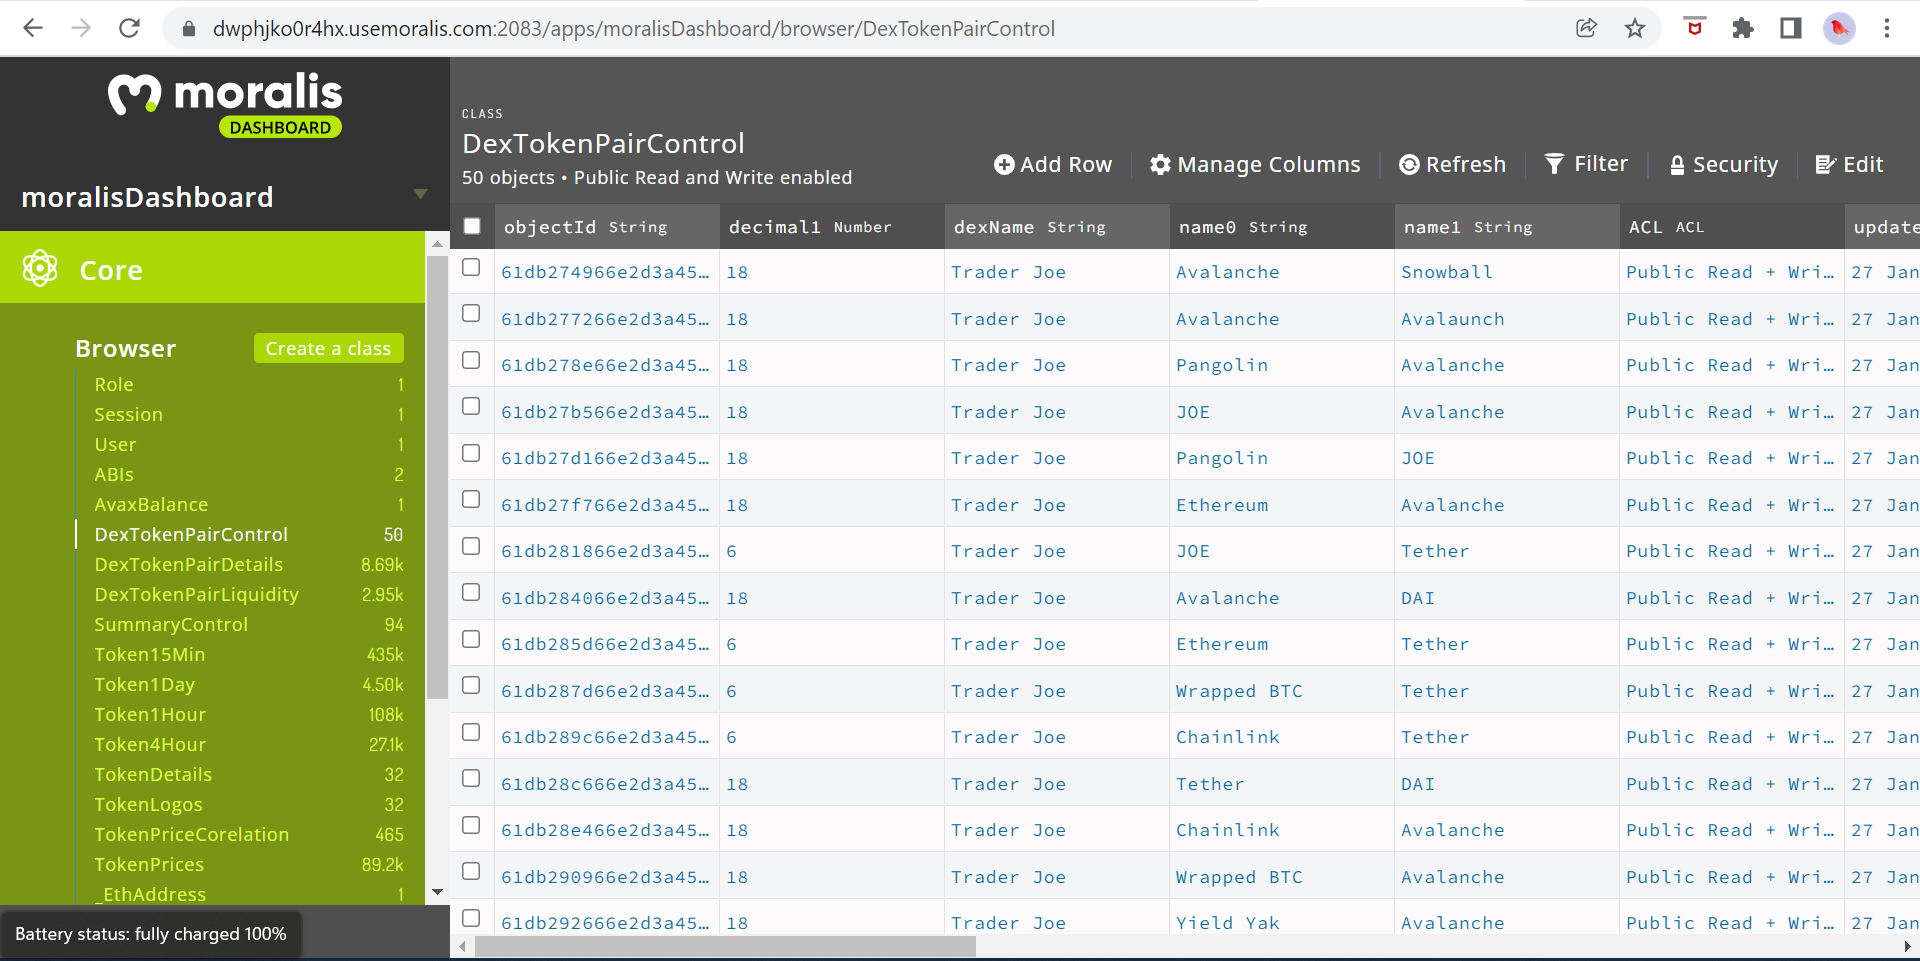 dwphjko0r4hx.usemoralis.com:2083/apps/moralisDashboard/browser/DexTokenPairControl
moralis
DASHBOARD
moralisDashboard
Core
Browser Create a class
Role 1
Session 1
User 1
ABIs 2
AvaxBalance 1
DexTokenPairControl 50
DexTokenPairDetails 8.69k
DexTokenPairLiquidity 2.95k
SummaryControl 94
Token15Min 435k
Token1Day 4.50k
Token1Hour 108k
Token4Hour 27.1k
TokenDetails 32
TokenLogos 32
TokenPriceCorelation 465
TokenPrices 89.2k
_EthAddress 1
Battery status: fully charged 100%
CLASS
DexTokenPairControl
50 objects • Public Read and Write enabled
Add Row Manage Columns Refresh Filter Security Edit
objectId String decimal1 Number dexName String name0 String name1 String ACL ACL update
61db274966e2d3a45… 18 Trader Joe Avalanche Snowball Public Read + Wri… 27 Jan
61db277266e2d3a45… 18 Trader Joe Avalanche Avalaunch Public Read + Wri… 27 Jan
61db278e66e2d3a45… 18 Trader Joe Pangolin Avalanche Public Read + Wri… 27 Jan
61db27b566e2d3a45… 18 Trader Joe JOE Avalanche Public Read + Wri… 27 Jan
61db27d166e2d3a45… 18 Trader Joe Pangolin JOE Public Read + Wri… 27 Jan
61db27f766e2d3a45… 18 Trader Joe Ethereum Avalanche Public Read + Wri… 27 Jan
61db281866e2d3a45… 6 Trader Joe JOE Tether Public Read + Wri… 27 Jan
61db284066e2d3a45… 18 Trader Joe Avalanche DAI Public Read + Wri… 27 Jan
61db285d66e2d3a45… 6 Trader Joe Ethereum Tether Public Read + Wri… 27 Jan
61db287d66e2d3a45… 6 Trader Joe Wrapped BTC Tether Public Read + Wri… 27 Jan
61db289c66e2d3a45… 6 Trader Joe Chainlink Tether Public Read + Wri… 27 Jan
61db28c666e2d3a45… 18 Trader Joe Tether DAI Public Read + Wri… 27 Jan
61db28e466e2d3a45… 18 Trader Joe Chainlink Avalanche Public Read + Wri… 27 Jan
61db290966e2d3a45… 18 Trader Joe Wrapped BTC Avalanche Public Read + Wri… 27 Jan
61db292666e2d3a45… 18 Trader Joe Yield Yak Avalanche Public Read + Wri… 27 Jan